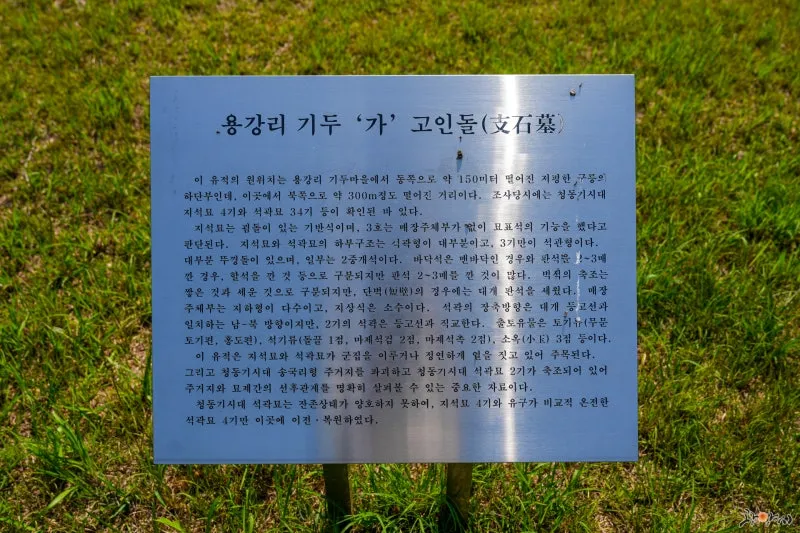 용강리 기두 ‘가’ 고인돌(支石墓)
이 유적의 원위치는 용강리 기두마을에서 동쪽으로 약 150미터 떨어진 지평한 구릉의
하단부인데, 이곳에서 북쪽으로 약 300m정도 떨어진 거리이다. 조사당시에는 청동기시대
지석묘 4기와 석곽묘 34기 등이 확인된 바 있다.
지석묘는 굄돌이 있는 기반식이며, 3호는 매장주체부가 없이 묘표석의 기능을 했다고
판단된다. 지석묘와 석곽묘의 하부구조는 석곽형이 대부분이고, 3기만이 석관형이다.
대부분 뚜껑돌이 있으며, 일부는 2중개석이다. 바닥석은 맨바닥인 경우와 판석을 2~3매
깐 경우, 할석을 깐 것 등으로 구분되지만 판석 2~3매를 깐 것이 많다. 벽석의 축조는
쌓은 것과 세운 것으로 구분되지만, 단벽(短壁)의 경우에는 대개 판석을 세웠다. 매장
주체부는 지하형이 다수이고, 지상석은 소수이다. 석곽의 장축방향은 대개 등고선과
일치하는 남-북 방향이지만, 2기의 석곽은 등고선과 직교한다. 출토유물은 토기류(무문
토기편, 홍도편), 석기류(돌끌 1점, 마제석검 2점, 마제석촉 2점), 소옥(小玉) 3점 등이다.
이 유적은 지석묘와 석곽묘가 군집을 이루거나 정연하게 열을 짓고 있어 주목된다.
그리고 청동기시대 송국리형 주거지를 파괴하고 청동기시대 석곽묘 2기가 축조되어 있어
주거지와 묘제간의 선후관계를 명확히 살펴볼 수 있는 중요한 자료이다.
청동기시대 석곽묘는 잔존상태가 양호하지 못하여, 지석묘 4기와 유구가 비교적 온전한
석곽묘 4기만 이곳에 이전·복원하였다.